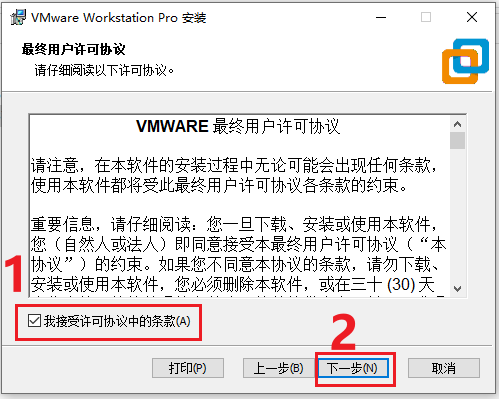 VMware Workstation Pro 安装
最终用户许可协议
请仔细阅读以下许可协议。
VMWARE 最终用户许可协议
请注意，在本软件的安装过程中无论可能会出现任何条款，
使用本软件都将受此最终用户许可协议各条款的约束。
重要信息，请仔细阅读：您一旦下载、安装或使用本软件，
您（自然人或法人）即同意接受本最终用户许可协议（“本
协议”）的约束。如果您不同意本协议的条款，请勿下载、
安装或使用本软件，您必须删除本软件，或在三十 (30) 天
1
我接受许可协议中的条款(A)
2
打印(P)
上一步(B)
下一步(N)
取消